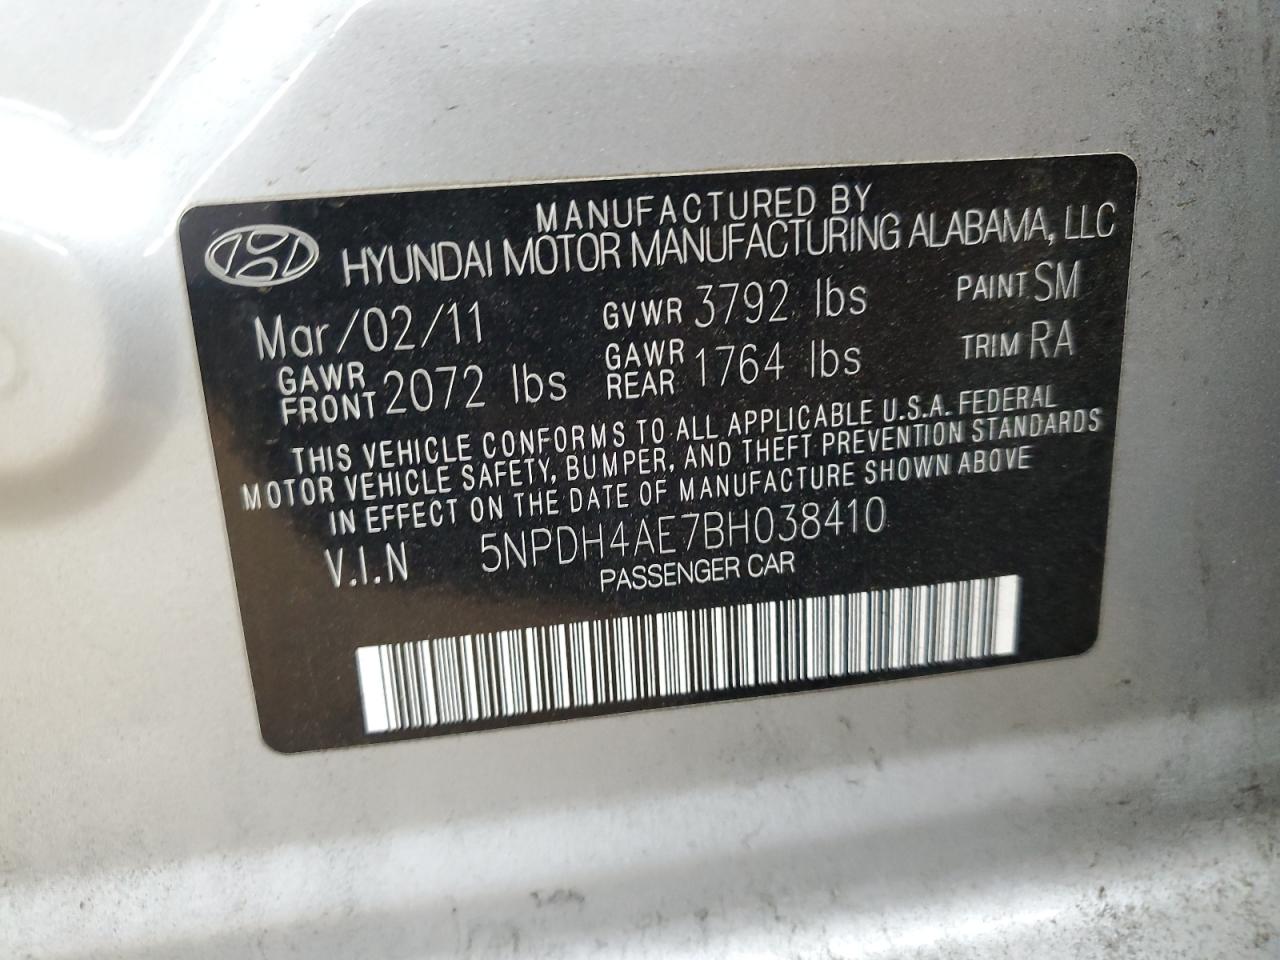 MANUFACTURED BY
HYUNDAI MOTOR MANUFACTURING ALABAMA, LLC
Mar/02/11 GVWR 3792 lbs PAINT SM
GAWR FRONT 2072 lbs GAWR REAR 1764 lbs TRIM RA
THIS VEHICLE CONFORMS TO ALL APPLICABLE U.S.A. FEDERAL
MOTOR VEHICLE SAFETY, BUMPER, AND THEFT PREVENTION STANDARDS
IN EFFECT ON THE DATE OF MANUFACTURE SHOWN ABOVE
V.I.N 5NPDH4AE7BH038410
PASSENGER CAR